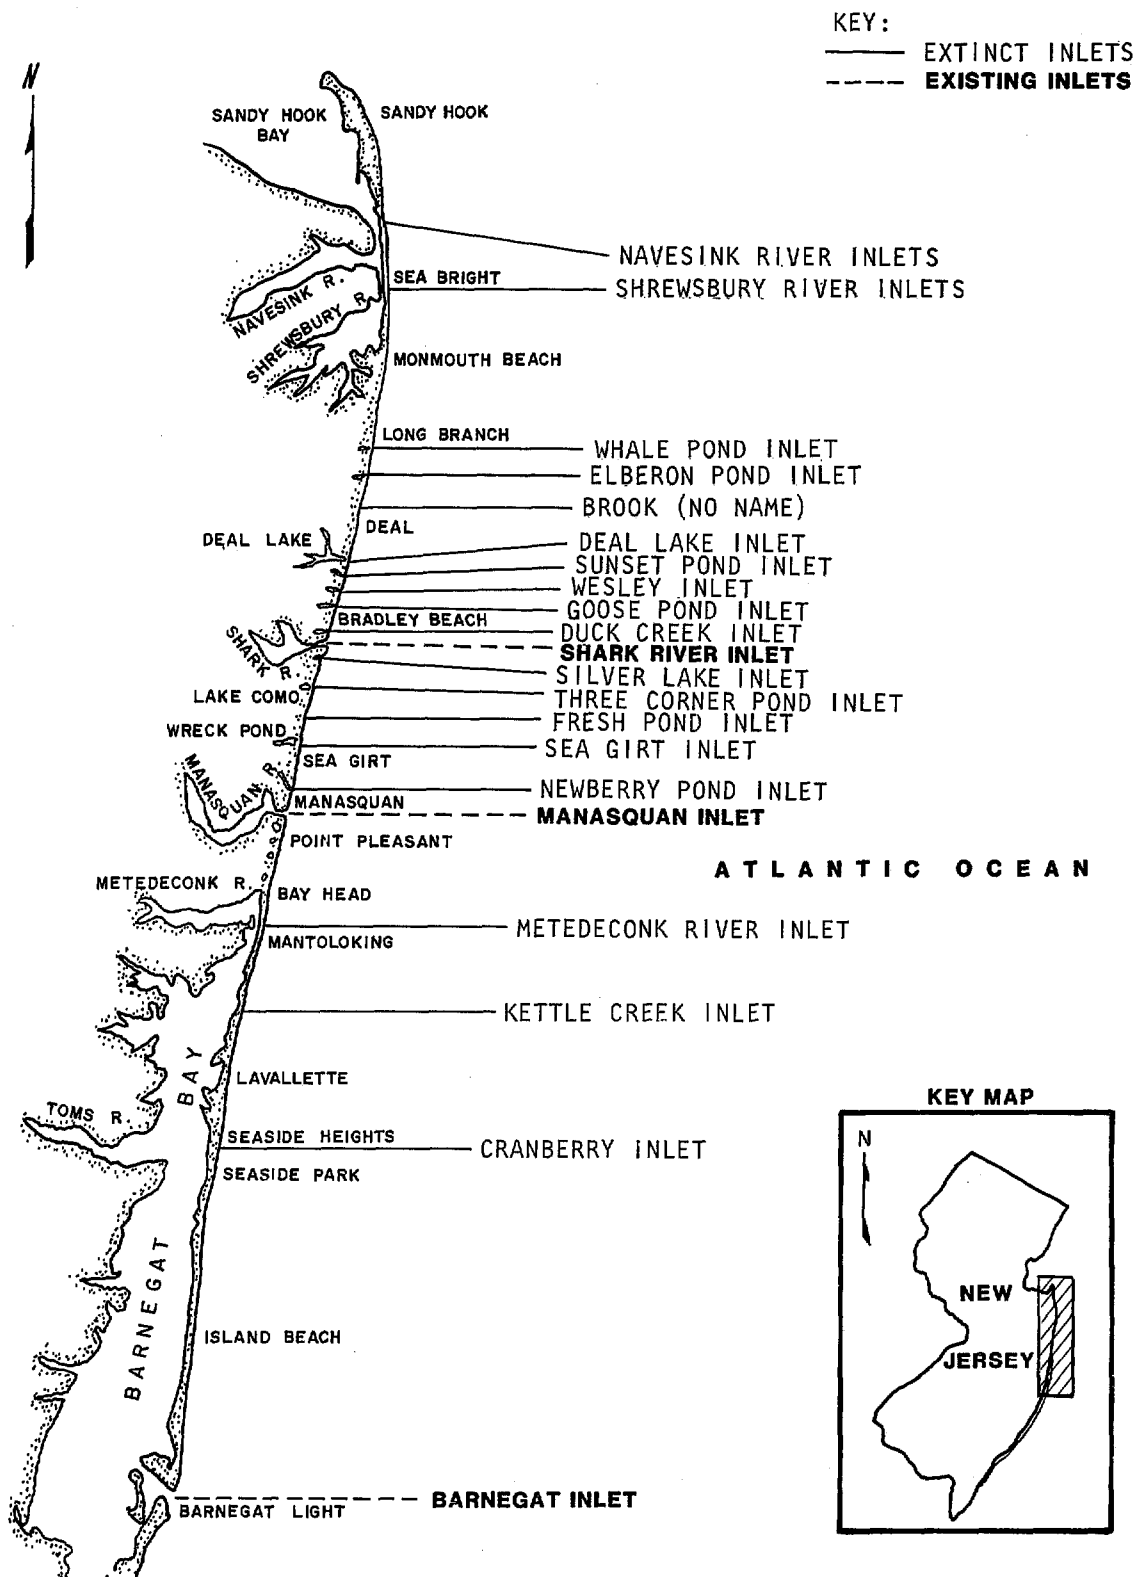 KEY:
EXTINCT INLETS
EXISTING INLETS
N
SANDY HOOK
BAY
SANDY HOOK
NAVESINK RIVER INLETS
SEA BRIGHT
SHREWSBURY RIVER INLETS
NAVESINK R.
SHREWSBURY R.
MONMOUTH BEACH
LONG BRANCH
WHALE POND INLET
ELBERON POND INLET
BROOK (NO NAME)
DEAL
DEAL LAKE
DEAL LAKE INLET
SUNSET POND INLET
WESLEY INLET
GOOSE POND INLET
BRADLEY BEACH
DUCK CREEK INLET
SHARK R.
SHARK RIVER INLET
SILVER LAKE INLET
LAKE COMO
THREE CORNER POND INLET
FRESH POND INLET
WRECK POND
SEA GIRT INLET
SEA GIRT
MANASQUAN R.
NEWBERRY POND INLET
MANASQUAN
MANASQUAN INLET
POINT PLEASANT
ATLANTIC OCEAN
METEDECONK R.
BAY HEAD
METEDECONK RIVER INLET
MANTOLOKING
KETTLE CREEK INLET
BARNEGAT BAY
LAVALLETTE
TOMS R.
SEASIDE HEIGHTS
CRANBERRY INLET
SEASIDE PARK
ISLAND BEACH
BARNEGAT INLET
BARNEGAT LIGHT
KEY MAP
N
NEW
JERSEY